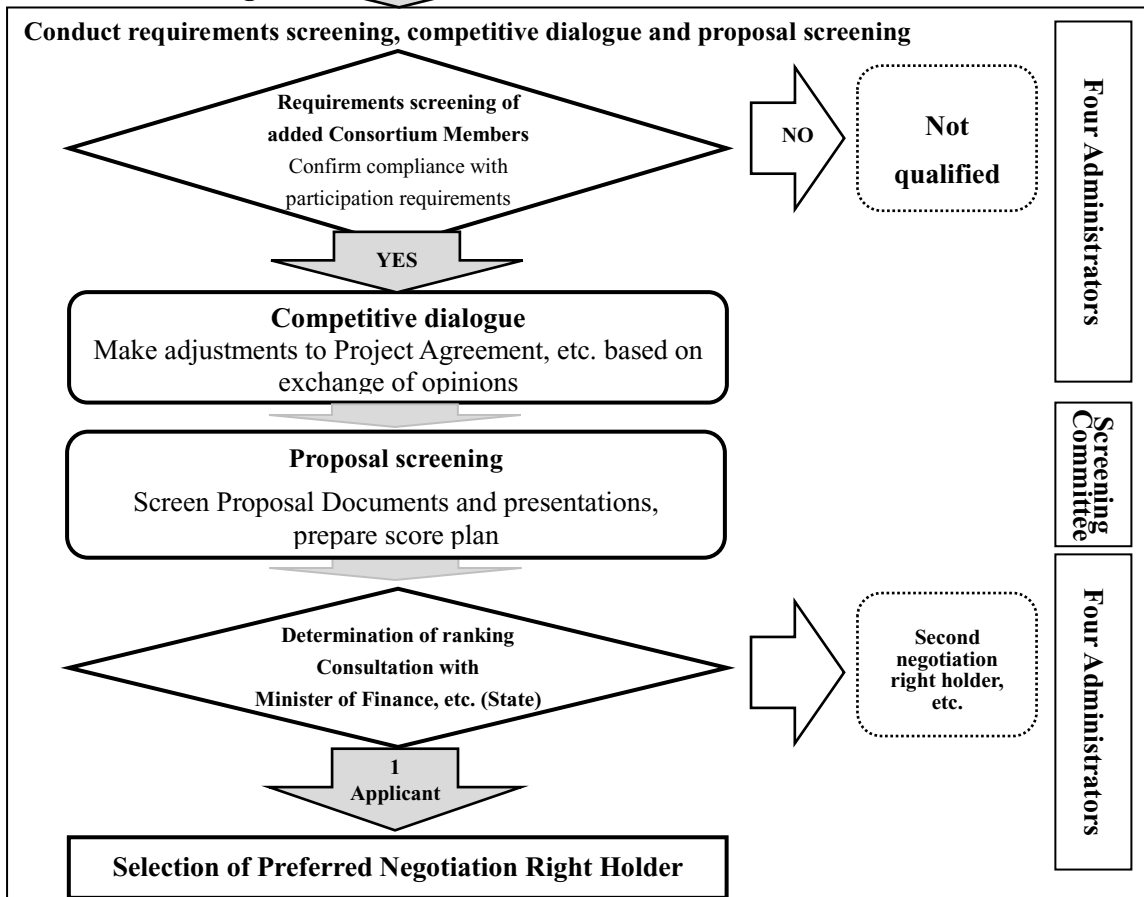 Conduct requirements screening, competitive dialogue and proposal screening
Requirements screening of
added Consortium Members
Confirm compliance with
participation requirements
NO
Not
qualified
Four Administrators
YES
Competitive dialogue
Make adjustments to Project Agreement, etc. based on
exchange of opinions
Screening
Committee
Proposal screening
Screen Proposal Documents and presentations,
prepare score plan
Determination of ranking
Consultation with
Minister of Finance, etc. (State)
Second
negotiation
right holder,
etc.
Four Administrators
1
Applicant
Selection of Preferred Negotiation Right Holder